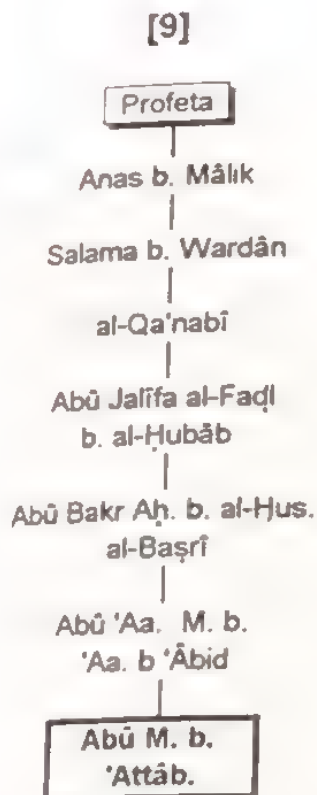 [9]
Profeta
Anas b. Mâlik
Salama b. Wardân
al-Qa'nabî
Abû Jalîfa al-Faḍl
b. al-Ḥubâb
Abû Bakr Aḥ. b. al-Ḥus.
al-Baṣrî
Abû 'Aa. M. b.
'Aa. b 'Âbid
Abû M. b.
'Attâb.